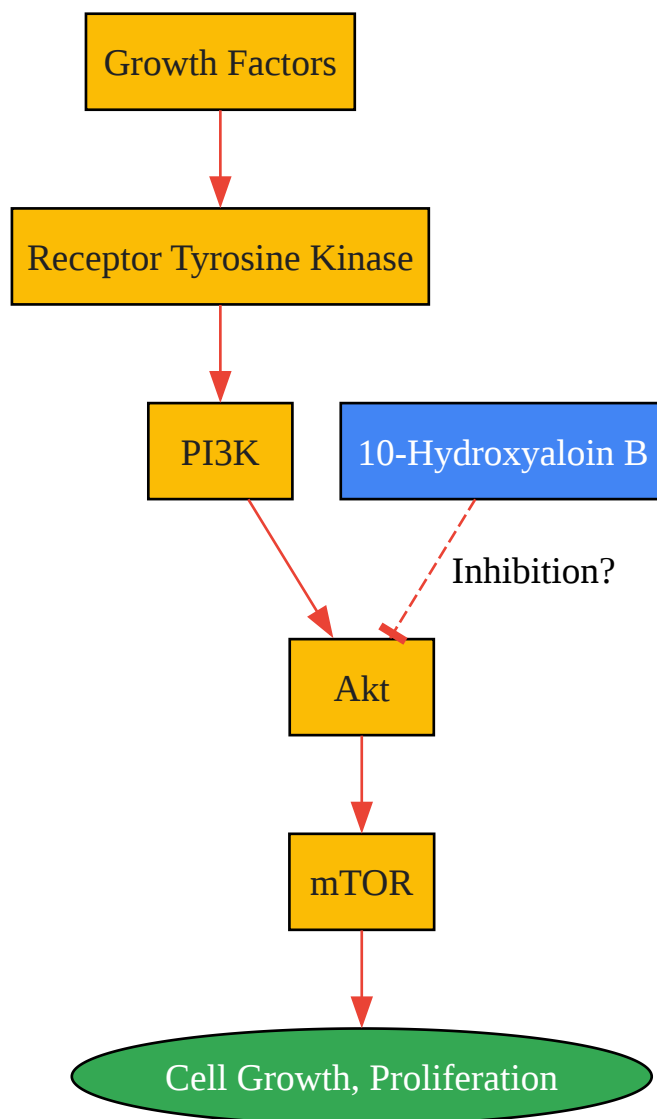 Growth Factors
Receptor Tyrosine Kinase
PI3K
10-Hydroxyaloin B
Inhibition?
Akt
mTOR
Cell Growth, Proliferation